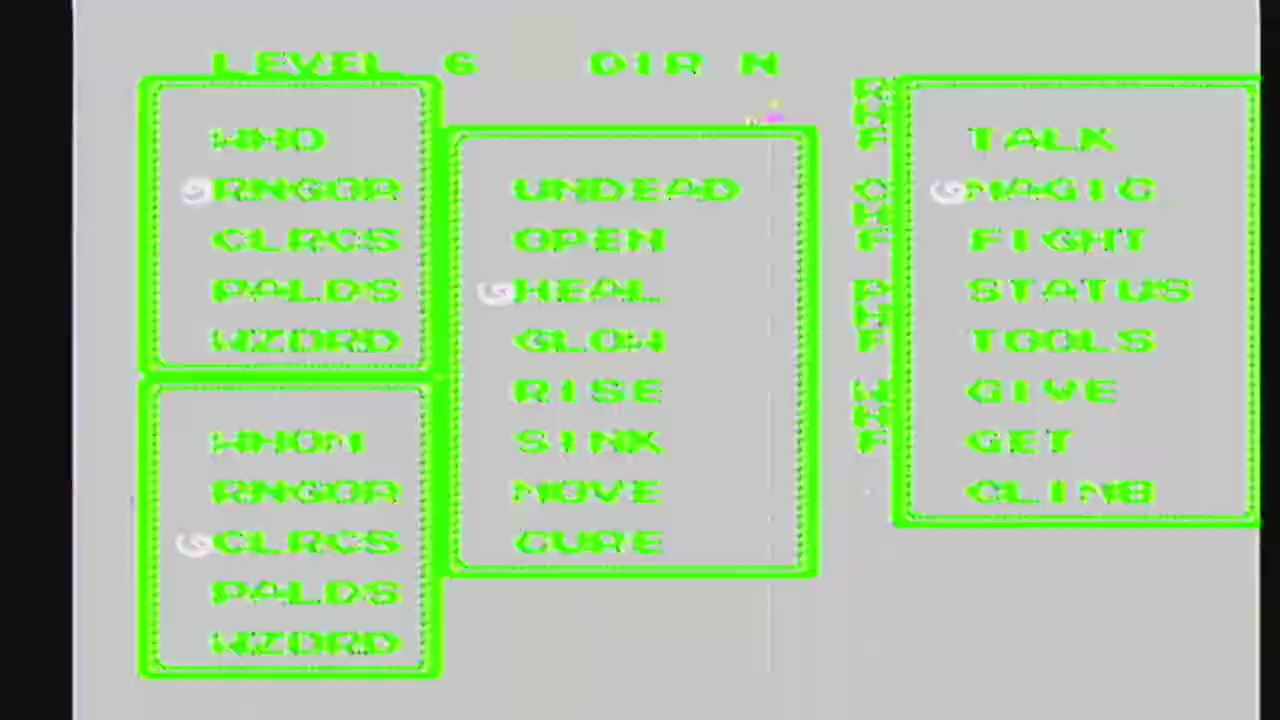 LEVEL 6 DIR N
WHO
RNGOR
CLRCS
PALDS
WZDRD
WHOM
RNGOR
CLRCS
PALDS
WZDRD
UNDEAD
OPEN
HEAL
GLOW
RISE
SINK
MOVE
CURE
TALK
MAGIC
FIGHT
STATUS
TOOLS
GIVE
GET
CLIMB